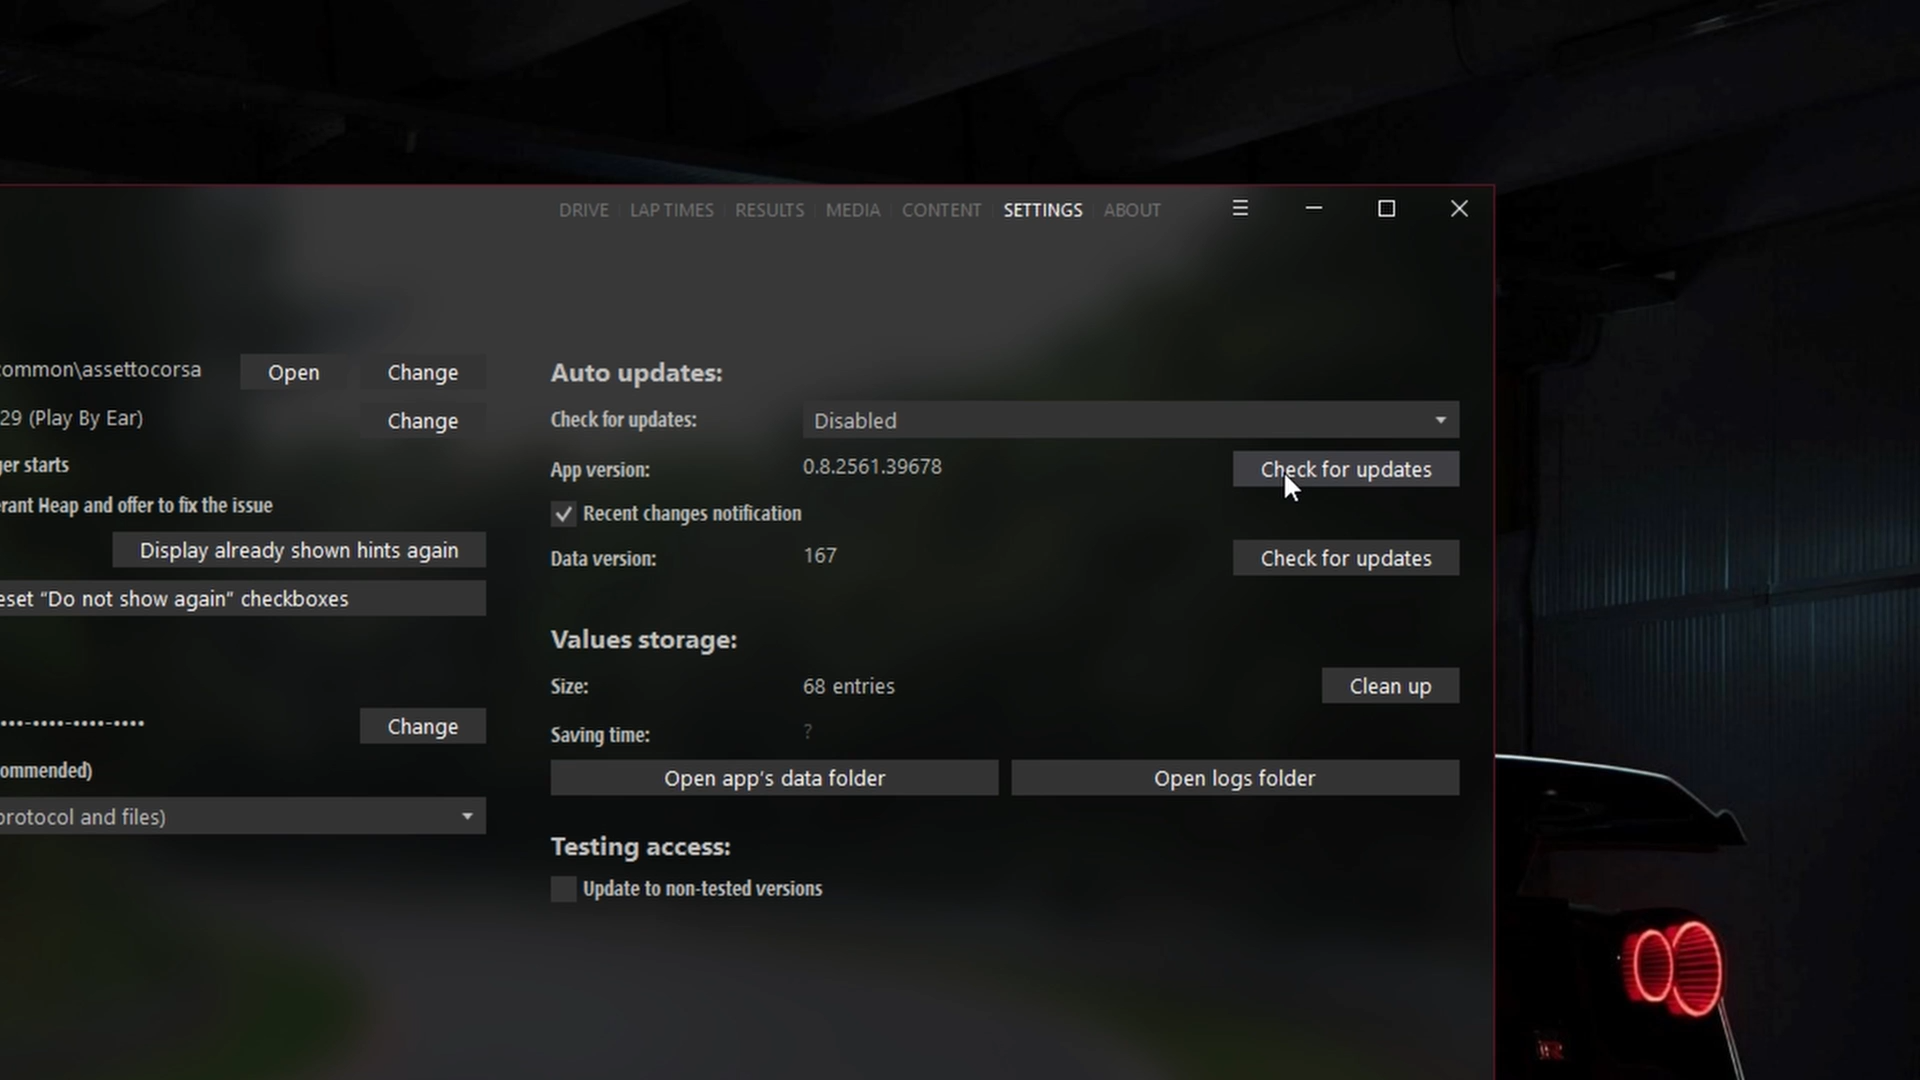 DRIVE LAP TIMES RESULTS MEDIA CONTENT SETTINGS ABOUT
common\assettocorsa Open Change
29 (Play By Ear) Change
ger starts
erant Heap and offer to fix the issue
Display already shown hints again
eset “Do not show again“ checkboxes
•••-••••-••••-•••• Change
ommended)
protocol and files)
Auto updates:
Check for updates: Disabled
App version: 0.8.2561.39678 Check for updates
Recent changes notification
Data version: 167 Check for updates
Values storage:
Size: 68 entries Clean up
Saving time: ?
Open app's data folder Open logs folder
Testing access:
Update to non-tested versions